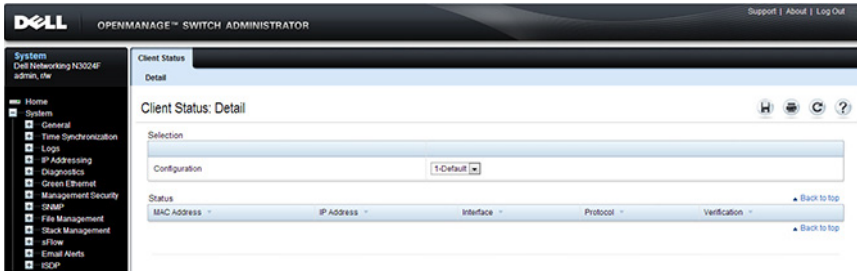 Support | About | Log Out
DELL OPENMANAGE™ SWITCH ADMINISTRATOR
System
Dell Networking N3024F
admin, r/w
Client Status
Detail
Home
System
General
Time Synchronization
Logs
IP Addressing
Diagnostics
Green Ethernet
Management Security
SNMP
File Management
Stack Management
sFlow
Email Alerts
ISDP
Client Status: Detail
Selection
Configuration 1-Default
Status Back to top
MAC Address IP Address Interface Protocol Verification
Back to top